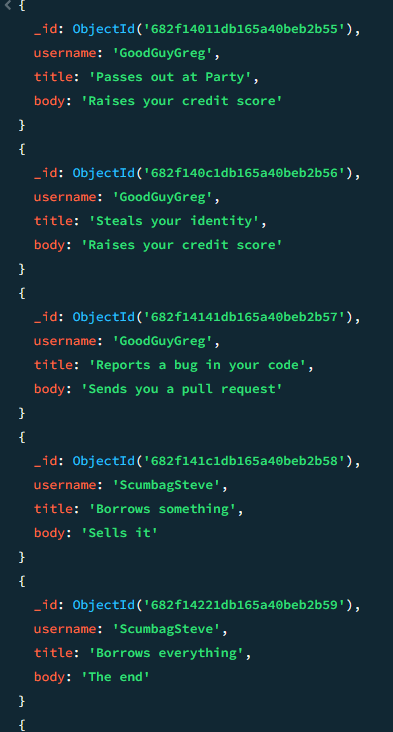 {
_id: ObjectId('682f14011db165a40beb2b55'),
username: 'GoodGuyGreg',
title: 'Passes out at Party',
body: 'Raises your credit score'
}
{
_id: ObjectId('682f140c1db165a40beb2b56'),
username: 'GoodGuyGreg',
title: 'Steals your identity',
body: 'Raises your credit score'
}
{
_id: ObjectId('682f14141db165a40beb2b57'),
username: 'GoodGuyGreg',
title: 'Reports a bug in your code',
body: 'Sends you a pull request'
}
{
_id: ObjectId('682f141c1db165a40beb2b58'),
username: 'ScumbagSteve',
title: 'Borrows something',
body: 'Sells it'
}
{
_id: ObjectId('682f14221db165a40beb2b59'),
username: 'ScumbagSteve',
title: 'Borrows everything',
body: 'The end'
}
{